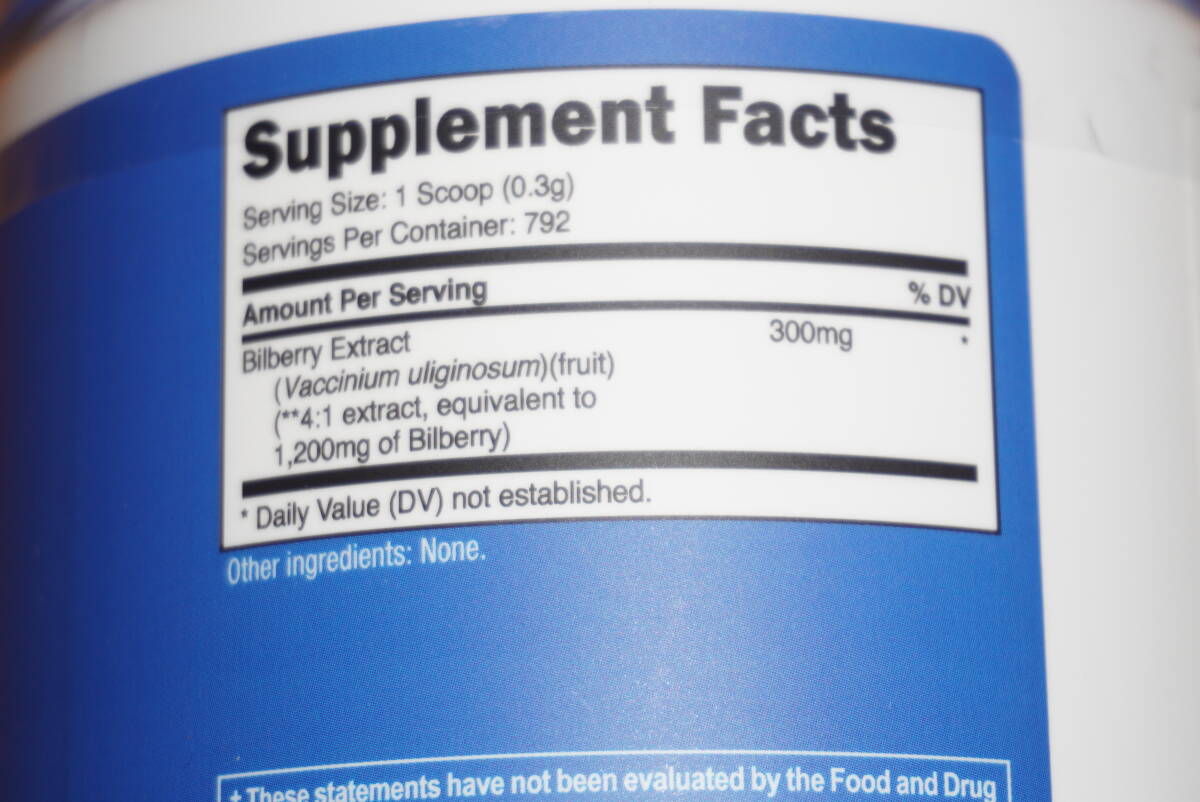 Supplement Facts
Serving Size: 1 Scoop (0.3g)
Servings Per Container: 792
Amount Per Serving % DV
Bilberry Extract 300mg *
(Vaccinium uliginosum)(fruit)
(**4:1 extract, equivalent to
1,200mg of Bilberry)
* Daily Value (DV) not established.
Other ingredients: None.
+ These statements have not been evaluated by the Food and Drug